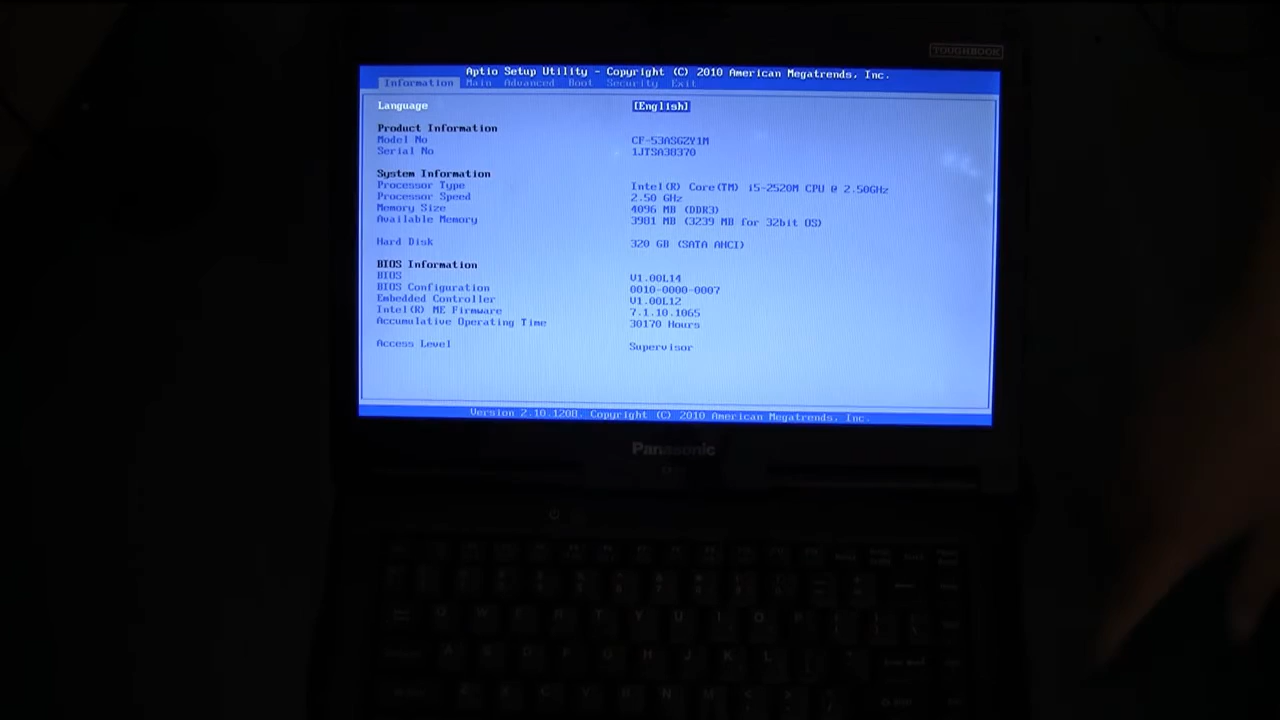 TOUGHBOOK
Aptio Setup Utility - Copyright (C) 2010 American Megatrends, Inc.
Information Main Advanced Boot Security Exit
Language [English]
Product Information
Model No CF-53ASGZY1M
Serial No 1JTSA38370
System Information
Processor Type Intel(R) Core(TM) i5-2520M CPU @ 2.50GHz
Processor Speed 2.50 GHz
Memory Size 4096 MB (DDR3)
Available Memory 3981 MB (3239 MB for 32bit OS)
Hard Disk 320 GB (SATA AHCI)
BIOS Information
BIOS V1.00L14
BIOS Configuration 0010-0000-0007
Embedded Controller V1.00L12
Intel(R) ME Firmware 7.1.10.1065
Accumulative Operating Time 30170 Hours
Access Level Supervisor
Version 2.10.1208. Copyright (C) 2010 American Megatrends, Inc.
Panasonic